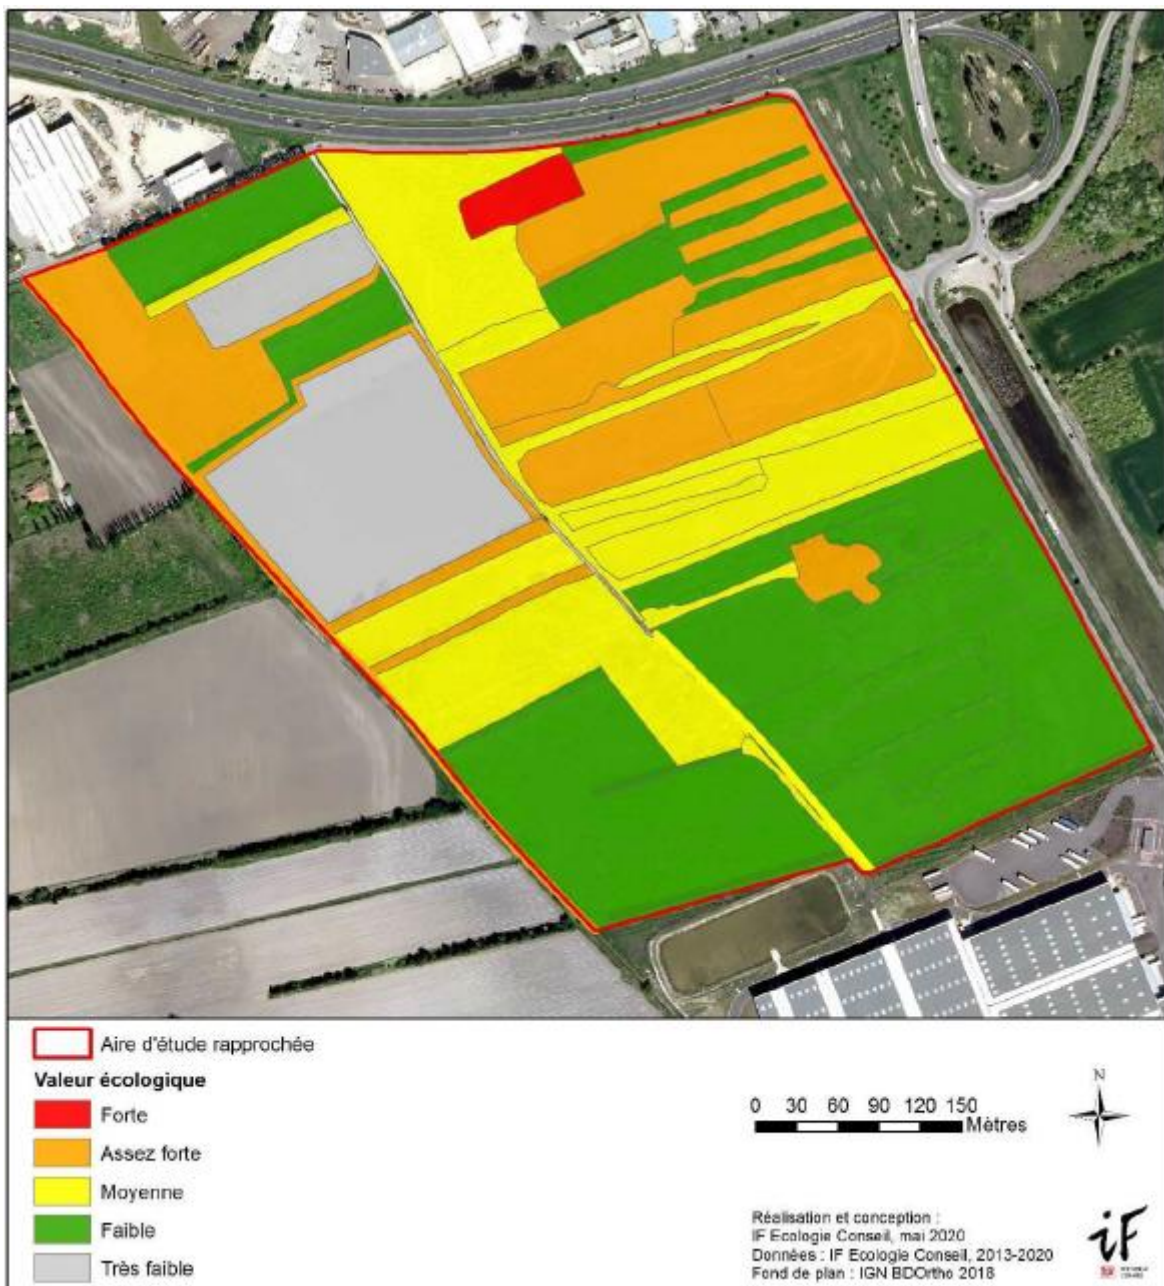 Aire d'étude rapprochée
Valeur écologique
Forte
Assez forte
Moyenne
Faible
Très faible
0 30 60 90 120 150
Mètres
N
Réalisation et conception :
IF Ecologie Conseil, mai 2020
Données : IF Ecologie Conseil, 2013-2020
Fond de plan : IGN BDOrtho 2018
iF